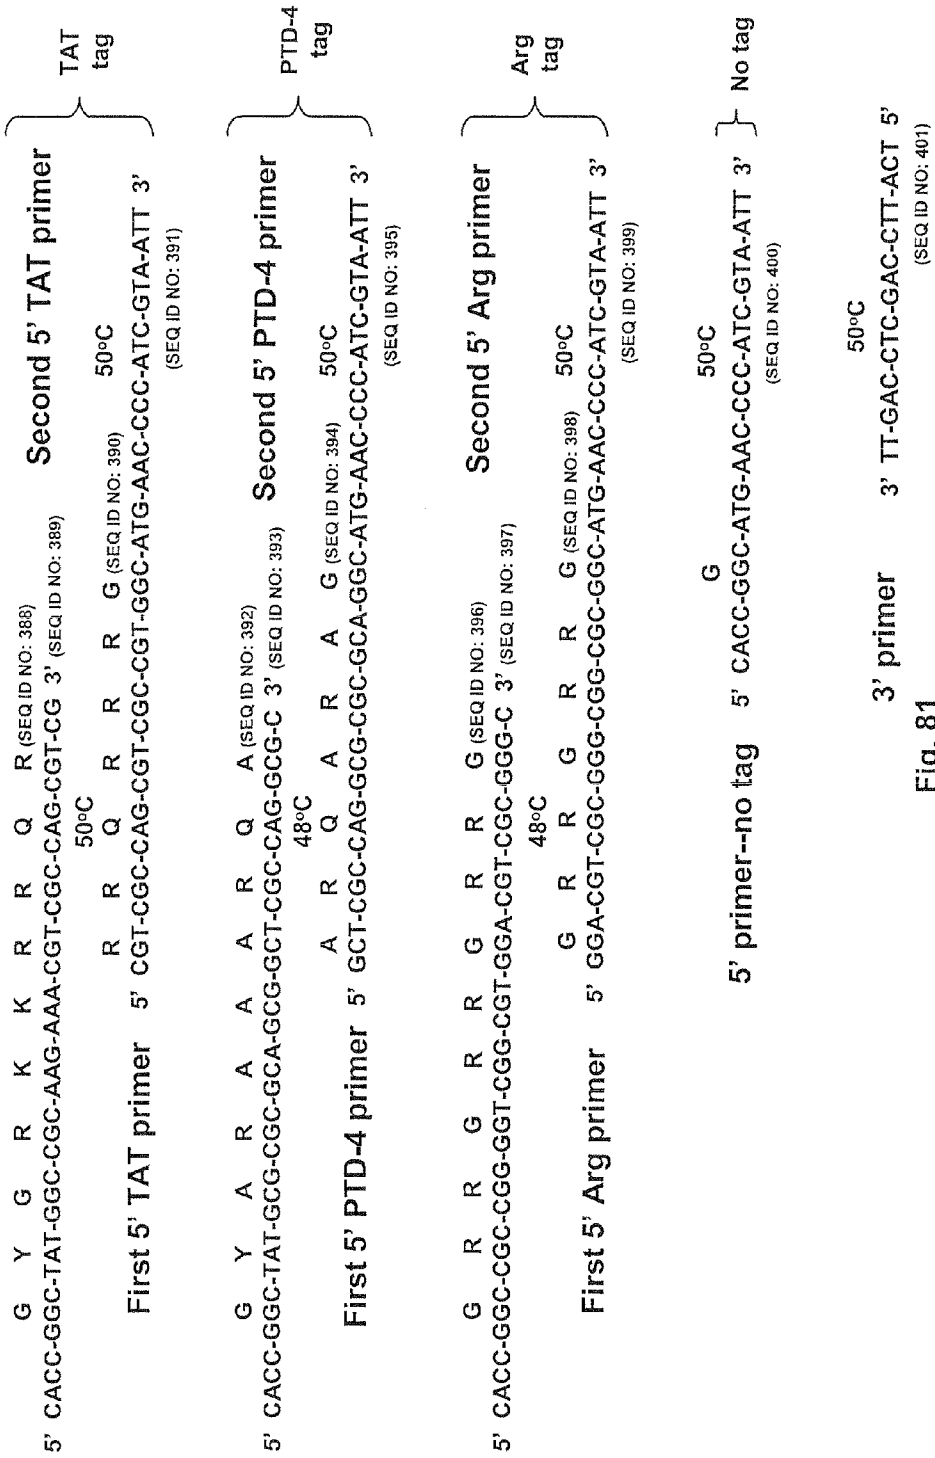 G Y G R K K R R Q R (SEQ ID NO: 388)
Second 5' TAT primer
5' CACC-GGC-TAT-GGC-CGC-AAG-AAA-CGT-CGC-CAG-CGT-CG 3' (SEQ ID NO: 389)
50°C
TAT tag
R R Q R R R G (SEQ ID NO: 390)
50°C
First 5' TAT primer
5' CGT-CGC-CAG-CGT-CGC-CGT-GGC-ATG-AAC-CCC-ATC-GTA-ATT 3'
(SEQ ID NO: 391)
G Y A R A A A R Q A (SEQ ID NO: 392)
Second 5' PTD-4 primer
5' CACC-GGC-TAT-GCG-CGC-GCA-GCG-GCT-CGC-CAG-GCG-C 3' (SEQ ID NO: 393)
48°C
PTD-4 tag
A R Q A R A G (SEQ ID NO: 394)
50°C
First 5' PTD-4 primer
5' GCT-CGC-CAG-GCG-CGC-GCA-GGC-ATG-AAC-CCC-ATC-GTA-ATT 3'
(SEQ ID NO: 395)
G R R G R R G R R G (SEQ ID NO: 396)
Second 5' Arg primer
5' CACC-GGC-CGC-CGG-GGT-CGG-CGT-GGA-CGT-CGC-GGG-C 3' (SEQ ID NO: 397)
48°C
Arg tag
G R R G R R G (SEQ ID NO: 398)
50°C
First 5' Arg primer
5' GGA-CGT-CGC-GGG-CGG-CGC-GGC-ATG-AAC-CCC-ATC-GTA-ATT 3'
(SEQ ID NO: 399)
G
50°C
5' primer--no tag
5' CACC-GGC-ATG-AAC-CCC-ATC-GTA-ATT 3'
No tag
(SEQ ID NO: 400)
50°C
3' primer
3' TT-GAC-CTC-GAC-CTT-ACT 5'
(SEQ ID NO: 401)
Fig. 81